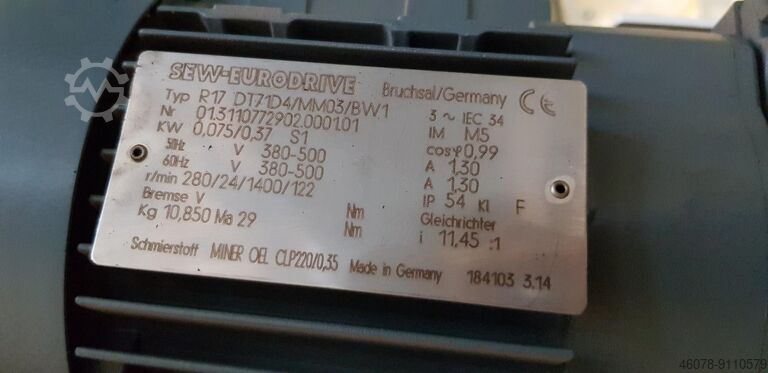 SEW-EURODRIVE Bruchsal/Germany CE
Typ R17 DT71D4/MM03/BW1 3 ~ IEC 34
Nr 01.3110772902.0001.01 IM M5
KW 0,075/0,37 S1 cosφ 0,99
50Hz V 380-500 A 1,30
60Hz V 380-500 A 1,30
r/min 280/24/1400/122 IP 54 Kl F
Bremse V Nm Gleichrichter
Kg 10,850 Ma 29 Nm i 11,45 :1
Schmierstoff MINER OEL CLP220/0,35 Made in Germany 184103 3.14
46078-9110579